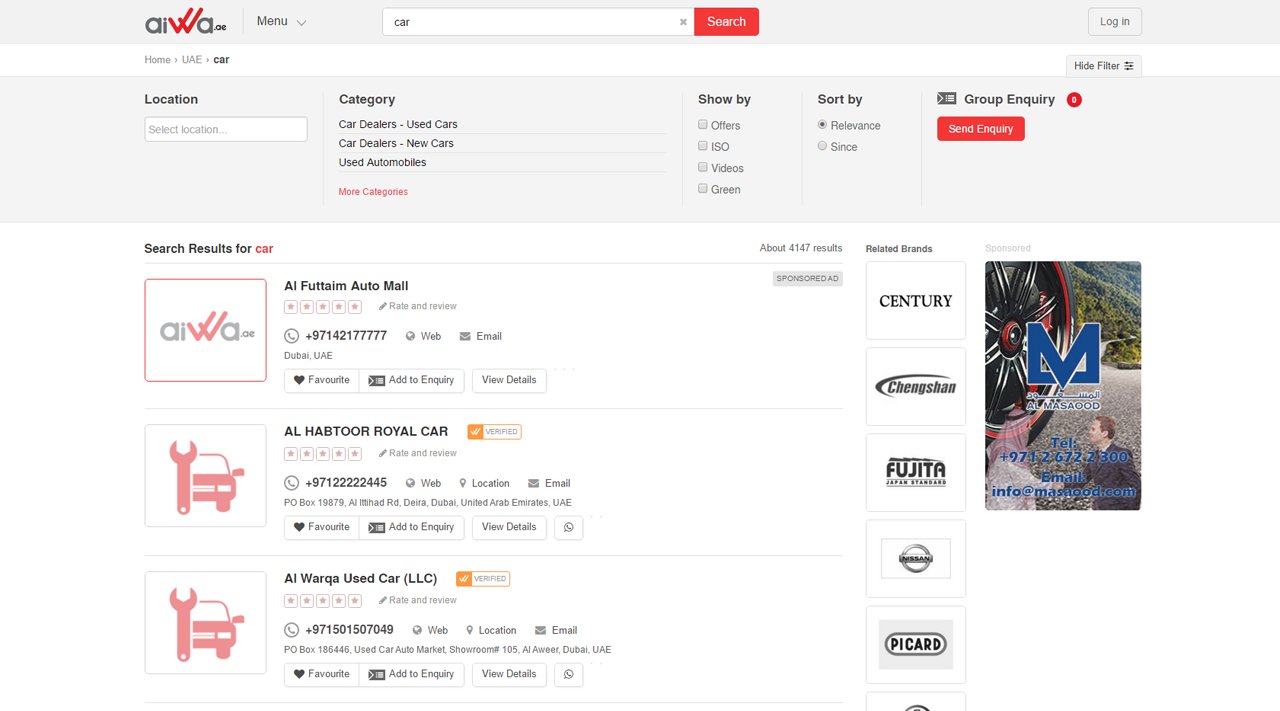 aiwa.ae
Menu
car
Search
Log in
Home › UAE › car
Hide Filter
Location
Select location...
Category
Car Dealers - Used Cars
Car Dealers - New Cars
Used Automobiles
More Categories
Show by
Offers
ISO
Videos
Green
Sort by
Relevance
Since
Group Enquiry 0
Send Enquiry
Search Results for car
About 4147 results
SPONSORED AD
aiwa.ae
Al Futtaim Auto Mall
Rate and review
+97142177777 Web Email
Dubai, UAE
Favourite Add to Enquiry View Details
AL HABTOOR ROYAL CAR VERIFIED
Rate and review
+97122222445 Web Location Email
PO Box 19879, Al Ittihad Rd, Deira, Dubai, United Arab Emirates, UAE
Favourite Add to Enquiry View Details
Al Warqa Used Car (LLC) VERIFIED
Rate and review
+971501507049 Web Location Email
PO Box 186446, Used Car Auto Market, Showroom# 105, Al Aweer, Dubai, UAE
Favourite Add to Enquiry View Details
Related Brands
CENTURY
Chengshan
FUJITA
JAPAN STANDARD
NISSAN
PICARD
Sponsored
المسعود
AL MASAOOD
Tel:
+971 2 672 2 300
Email:
info@masaood.com